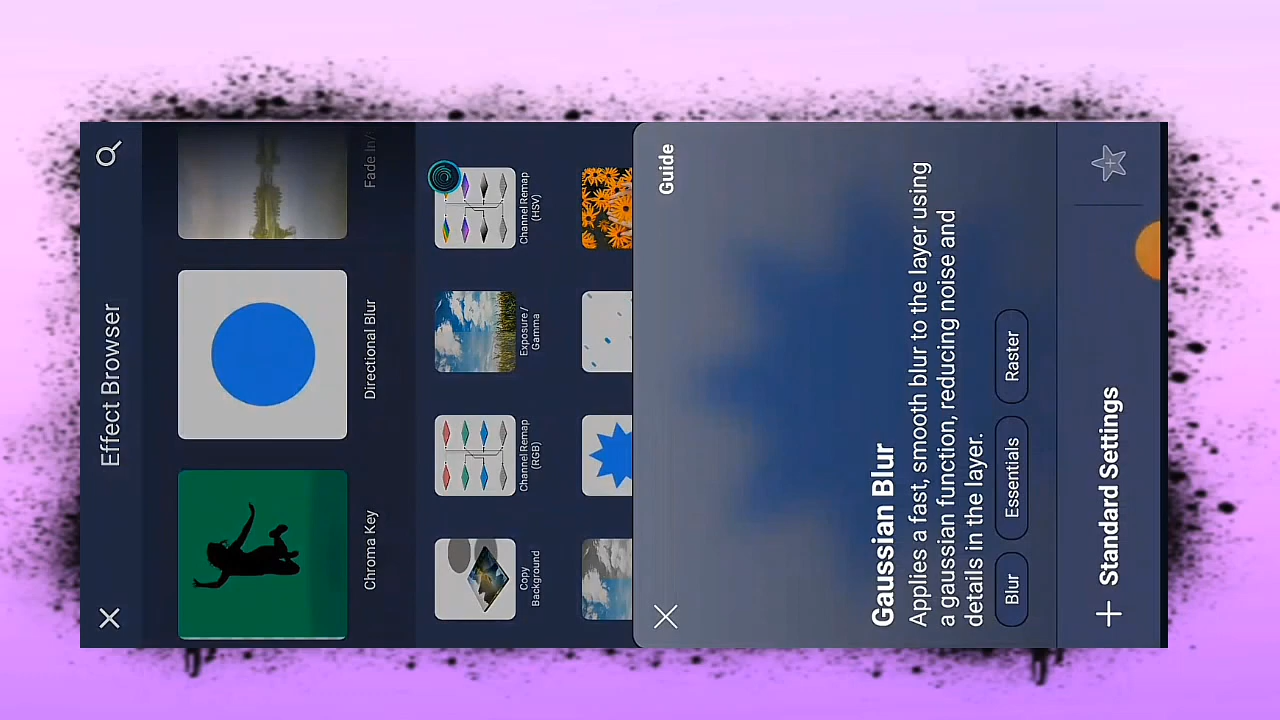 Effect Browser
Fade In/
Directional Blur
Chroma Key
Channel Remap
(HSV)
Exposure /
Gamma
Channel Remap
(RGB)
Copy
Background
Guide
Gaussian Blur
Applies a fast, smooth blur to the layer using
a gaussian function, reducing noise and
details in the layer.
Blur
Essentials
Raster
Standard Settings